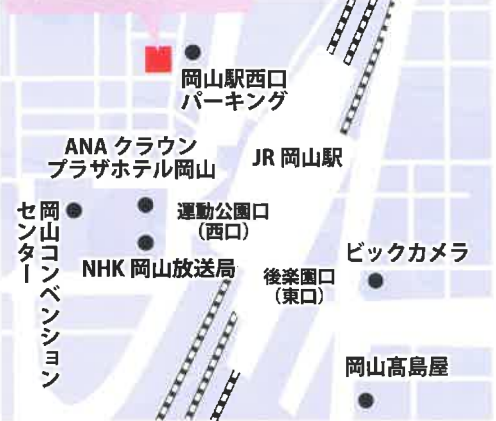 岡山駅西口
パーキング
ANA クラウン
プラザホテル岡山
JR 岡山駅
岡山コンベンション
センター
運動公園口
（西口）
NHK 岡山放送局
後楽園口
（東口）
ビックカメラ
岡山髙島屋